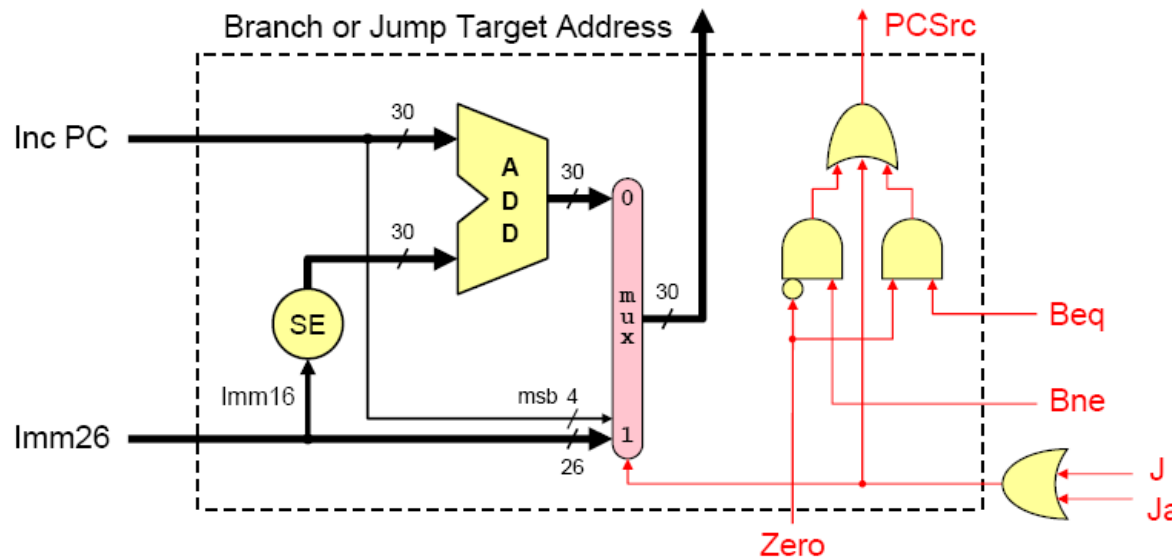 Branch or Jump Target Address
PCSrc
Inc PC
30
A
D
D
30
0
30
SE
mux
30
Beq
Imm16
msb 4
Bne
Imm26
1
26
J
Ja
Zero